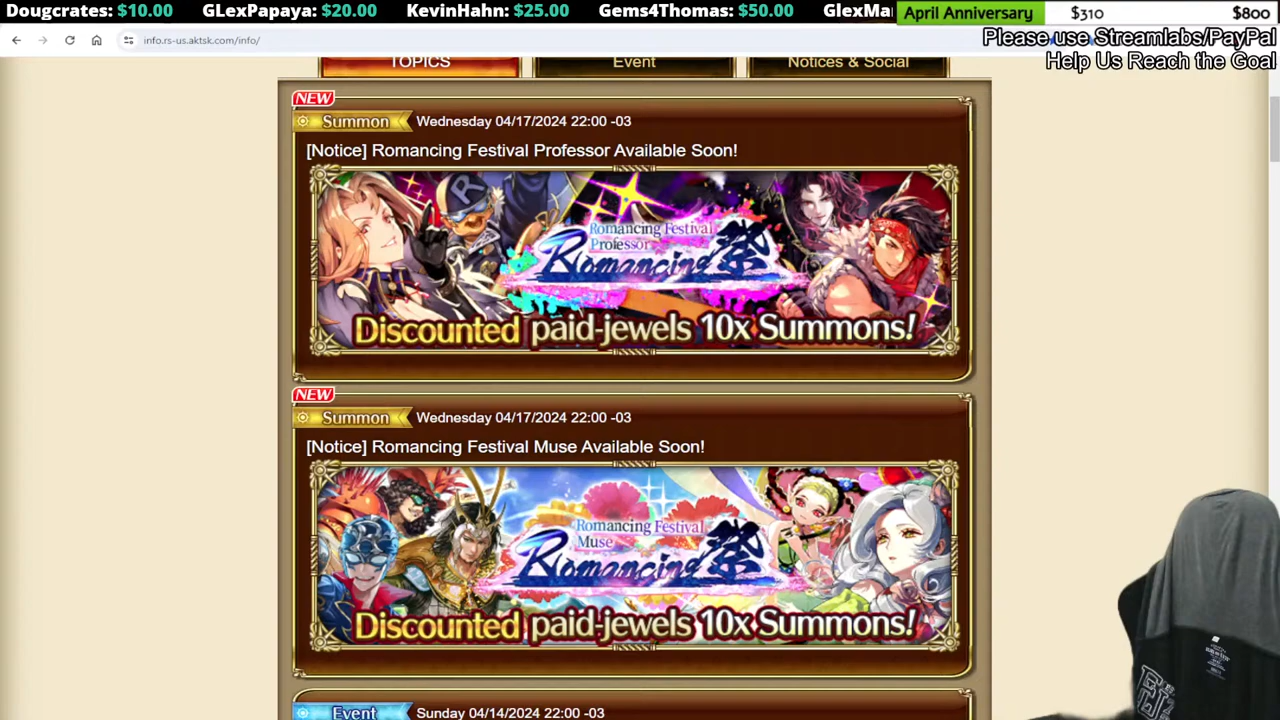 Dougcrates: $10.00 GLexPapaya: $20.00 KevinHahn: $25.00 Gems4Thomas: $50.00 GlexMa
April Anniversary $310 $800
Please use Streamlabs/PayPal
Help Us Reach the Goal
info.rs-us.aktsk.com/info/
TOPICS Event Notices & Social
NEW
Summon Wednesday 04/17/2024 22:00 -03
[Notice] Romancing Festival Professor Available Soon!
R
Romancing Festival
Professor
Romancing 祭
Discounted paid-jewels 10x Summons!
NEW
Summon Wednesday 04/17/2024 22:00 -03
[Notice] Romancing Festival Muse Available Soon!
Romancing Festival
Muse
Romancing 祭
Discounted paid-jewels 10x Summons!
Event Sunday 04/14/2024 22:00 -03